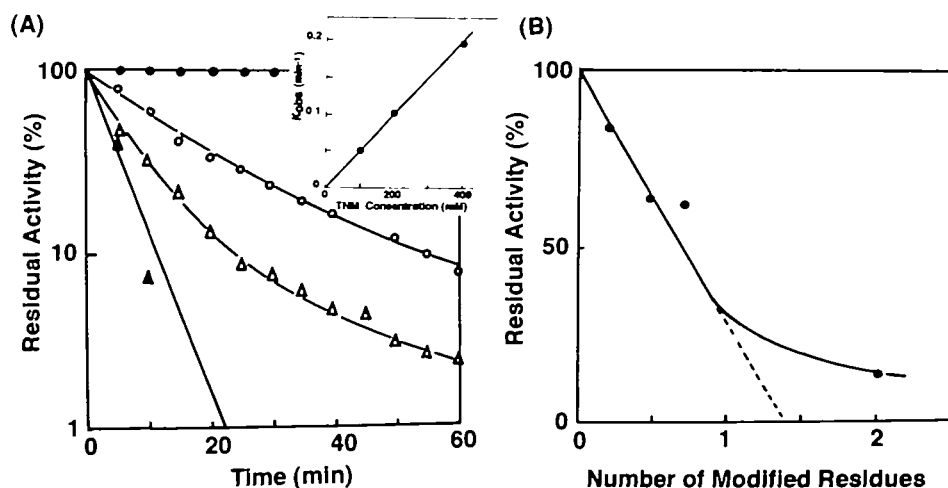 (A)
Residual Activity (%)
100
10
1
0
20
40
60
Time (min)
Kobs (min⁻¹)
0.2
0.1
0
0
200
400
TNM Concentration (mM)
(B)
Residual Activity (%)
100
50
0
0
1
2
Number of Modified Residues